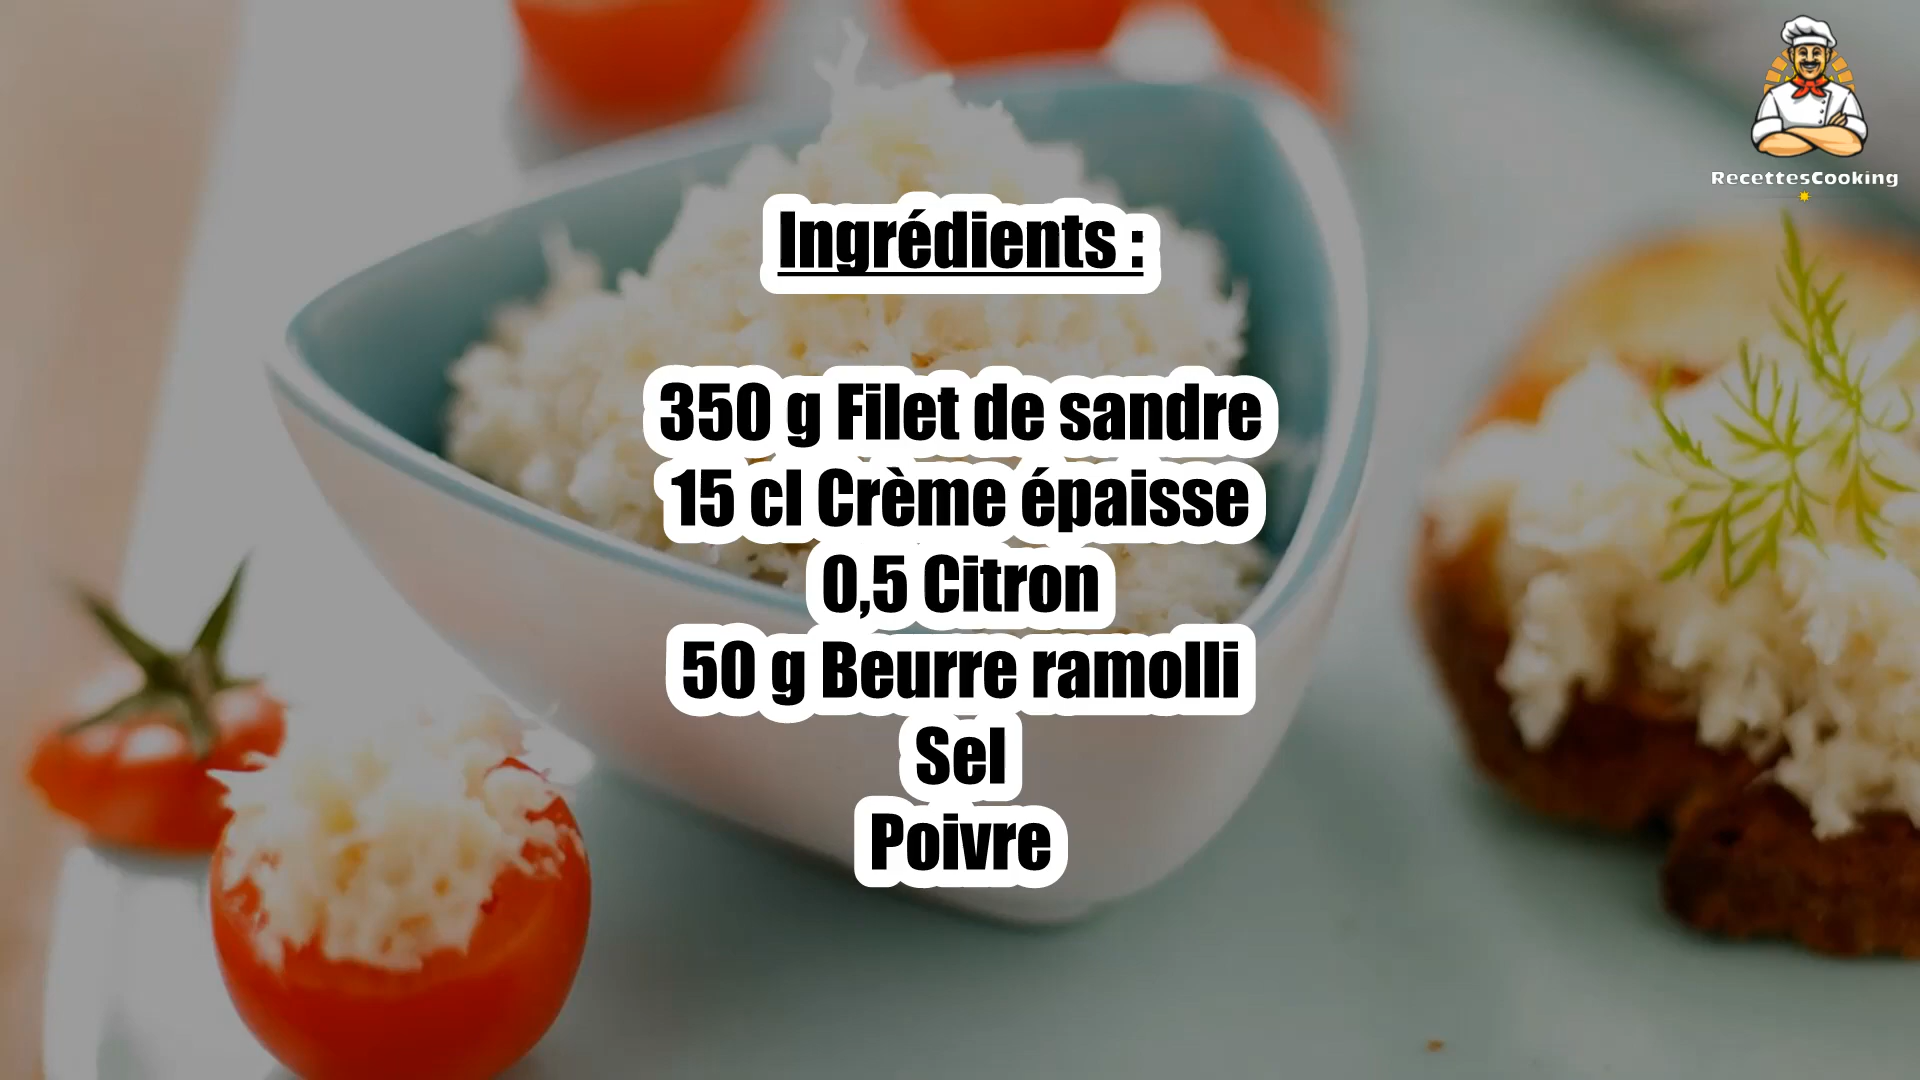 RecettesCooking
Ingrédients :
350 g Filet de sandre
15 cl Crème épaisse
0,5 Citron
50 g Beurre ramolli
Sel
Poivre